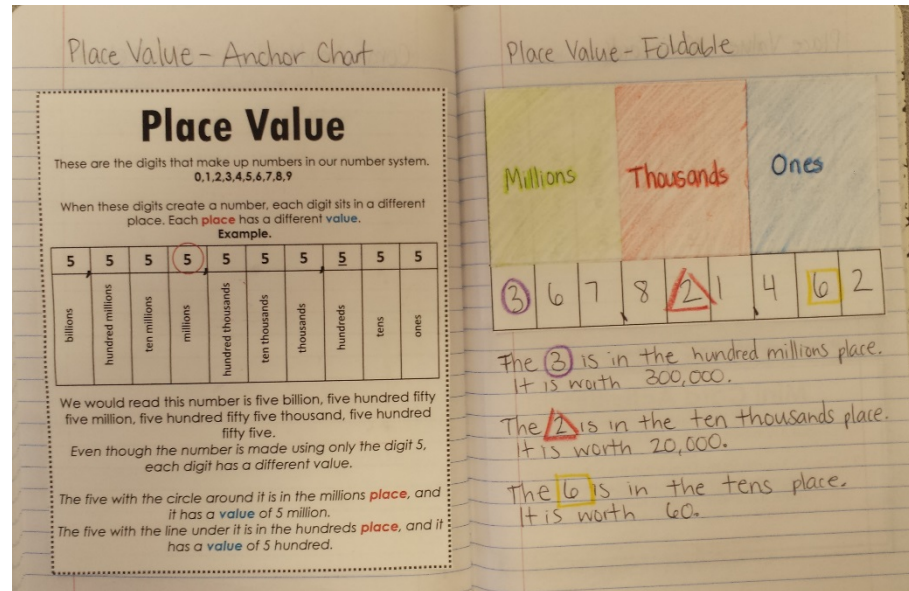 Place Value - Anchor Chart
Place Value
These are the digits that make up numbers in our number system.
0,1,2,3,4,5,6,7,8,9
When these digits create a number, each digit sits in a different
place. Each place has a different value.
Example.
5, 5 5 5, 5 5 5, 5 5 5
billions
hundred millions
ten millions
millions
hundred thousands
ten thousands
thousands
hundreds
tens
ones
We would read this number is five billion, five hundred fifty
five million, five hundred fifty five thousand, five hundred
fifty five.
Even though the number is made using only the digit 5,
each digit has a different value.
The five with the circle around it is in the millions place, and
it has a value of 5 million.
The five with the line under it is in the hundreds place, and it
has a value of 5 hundred.
Place Value - Foldable
Millions
Thousands
Ones
3 6 7, 8 2 1, 4 6 2
The 3 is in the hundred millions place.
It is worth 300,000.
The 2 is in the ten thousands place.
It is worth 20,000.
The 6 is in the tens place.
It is worth 60.